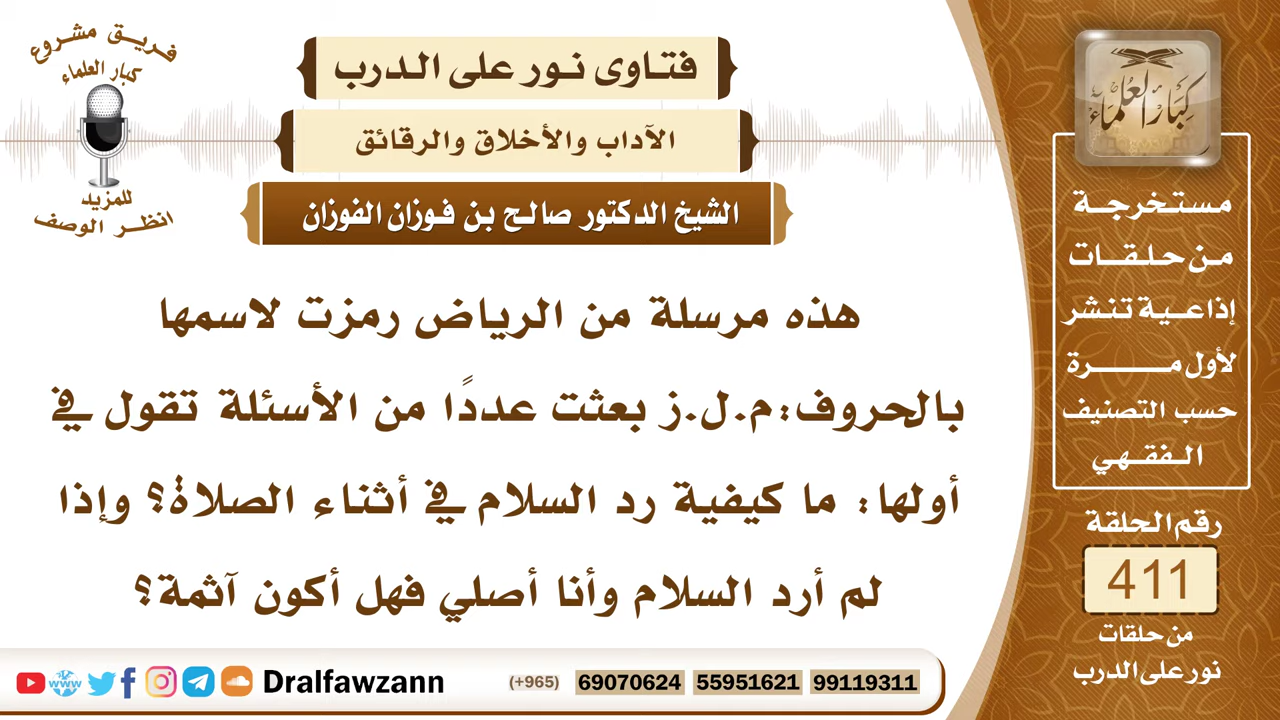 فريق مشروع
كبار العلماء
للمزيد
انظر الوصف
فتاوى نور على الدرب
الآداب والأخلاق والرقائق
الشيخ الدكتور صالح بن فوزان الفوزان
هذه مرسلة من الرياض رمزت لاسمها
بالحروف:م.ل.ز بعثت عددًا من الأسئلة تقول في
أولها: ما كيفية رد السلام في أثناء الصلاة؟ وإذا
لم أرد السلام وأنا أصلي فهل أكون آثمة؟
كبار العلماء
مستخرجة
من حلقات
إذاعية تنشر
لأول مرة
حسب التصنيف
الفقهي
رقم الحلقة
411
من حلقات
نور على الدرب
www
Dralfawzann
(+965) 69070624 55951621 99119311